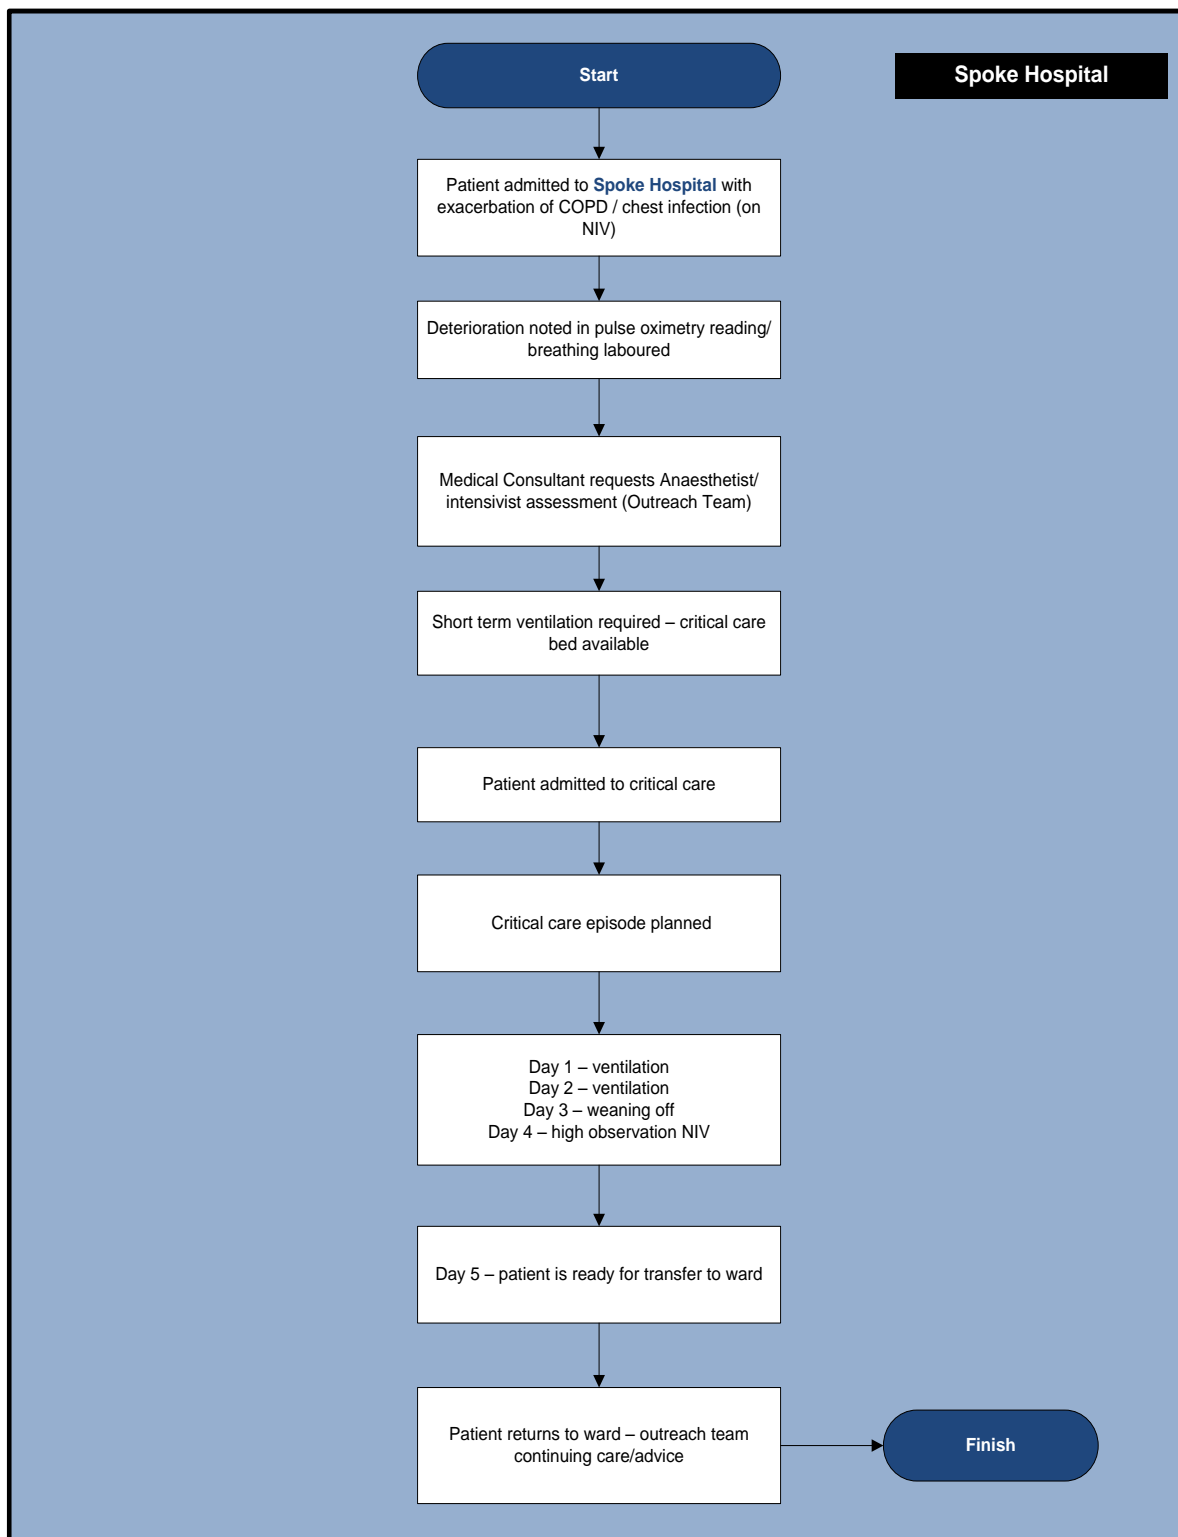 Start
Spoke Hospital
Patient admitted to Spoke Hospital with
exacerbation of COPD / chest infection (on
NIV)
Deterioration noted in pulse oximetry reading/
breathing laboured
Medical Consultant requests Anaesthetist/
intensivist assessment (Outreach Team)
Short term ventilation required – critical care
bed available
Patient admitted to critical care
Critical care episode planned
Day 1 – ventilation
Day 2 – ventilation
Day 3 – weaning off
Day 4 – high observation NIV
Day 5 – patient is ready for transfer to ward
Patient returns to ward – outreach team
continuing care/advice
Finish